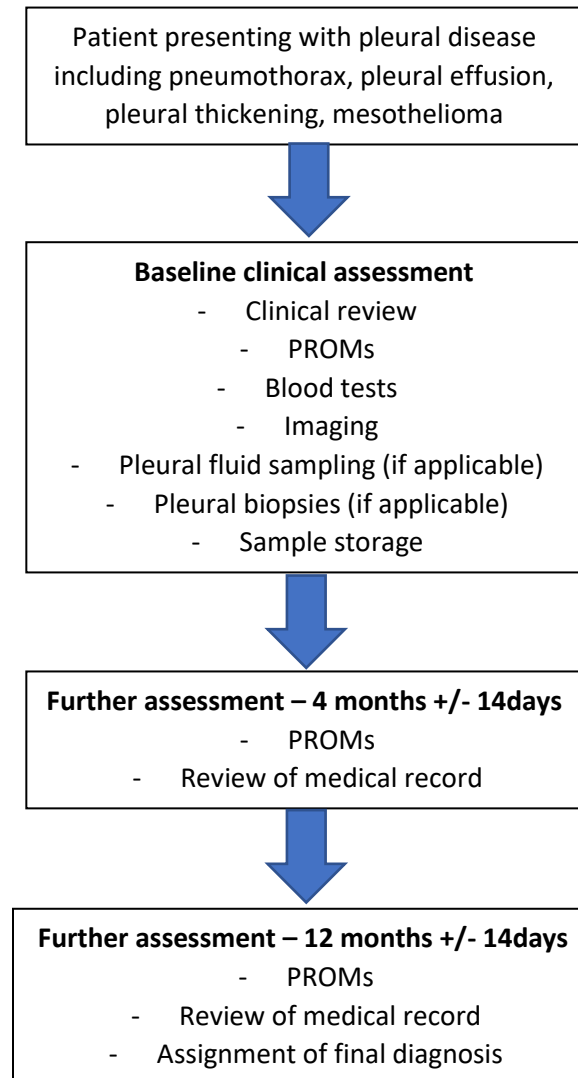 Patient presenting with pleural disease
including pneumothorax, pleural effusion,
pleural thickening, mesothelioma
Baseline clinical assessment
- Clinical review
- PROMs
- Blood tests
- Imaging
- Pleural fluid sampling (if applicable)
- Pleural biopsies (if applicable)
- Sample storage
Further assessment – 4 months +/- 14days
- PROMs
- Review of medical record
Further assessment – 12 months +/- 14days
- PROMs
- Review of medical record
- Assignment of final diagnosis